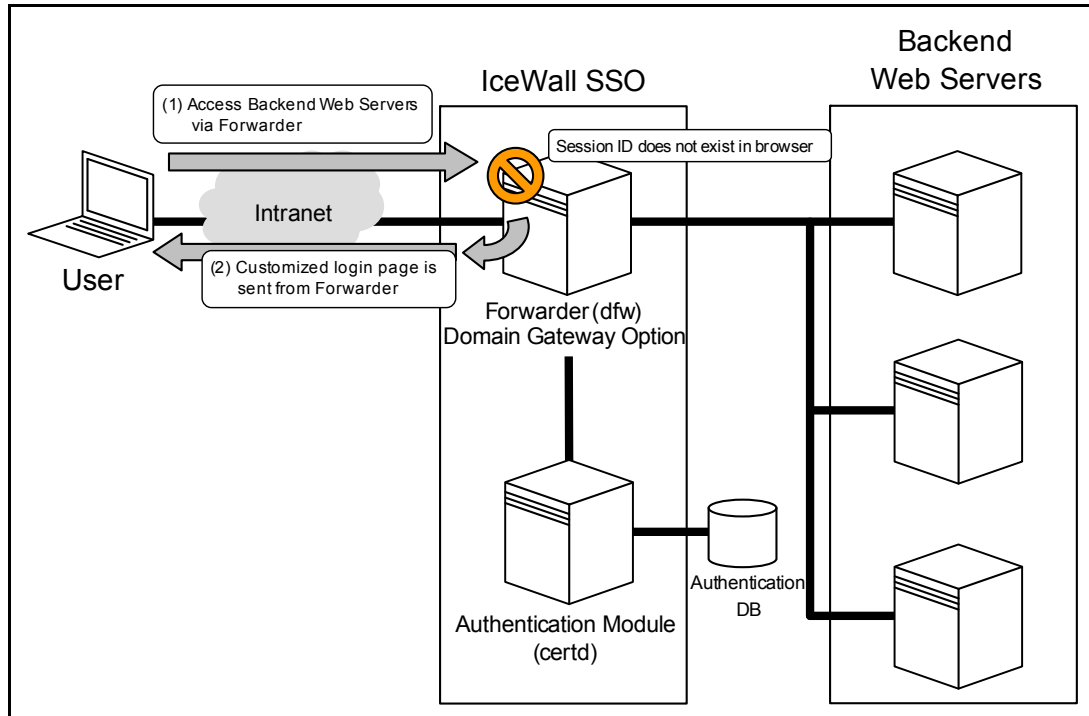 Backend
Web Servers
IceWall SSO
(1) Access Backend Web Servers
via Forwarder
Session ID does not exist in browser
Intranet
User
(2) Customized login page is
sent from Forwarder
Forwarder (dfw)
Domain Gateway Option
Authentication
DB
Authentication Module
(certd)